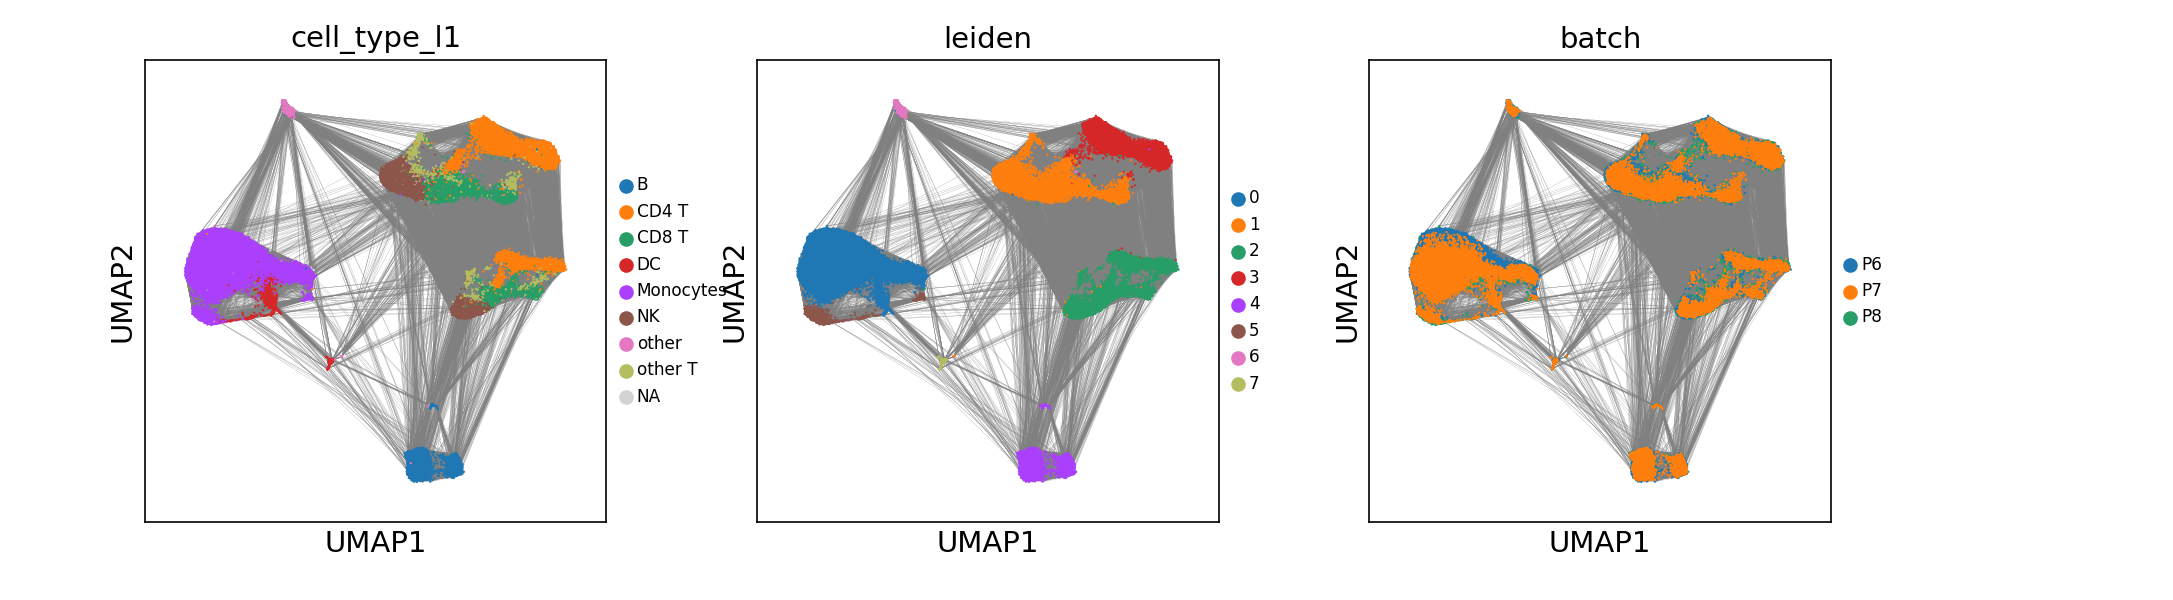 cell_type_l1
UMAP2
UMAP1
B
CD4 T
CD8 T
DC
Monocytes
NK
other
other T
NA
leiden
UMAP2
UMAP1
0
1
2
3
4
5
6
7
batch
UMAP2
UMAP1
P6
P7
P8